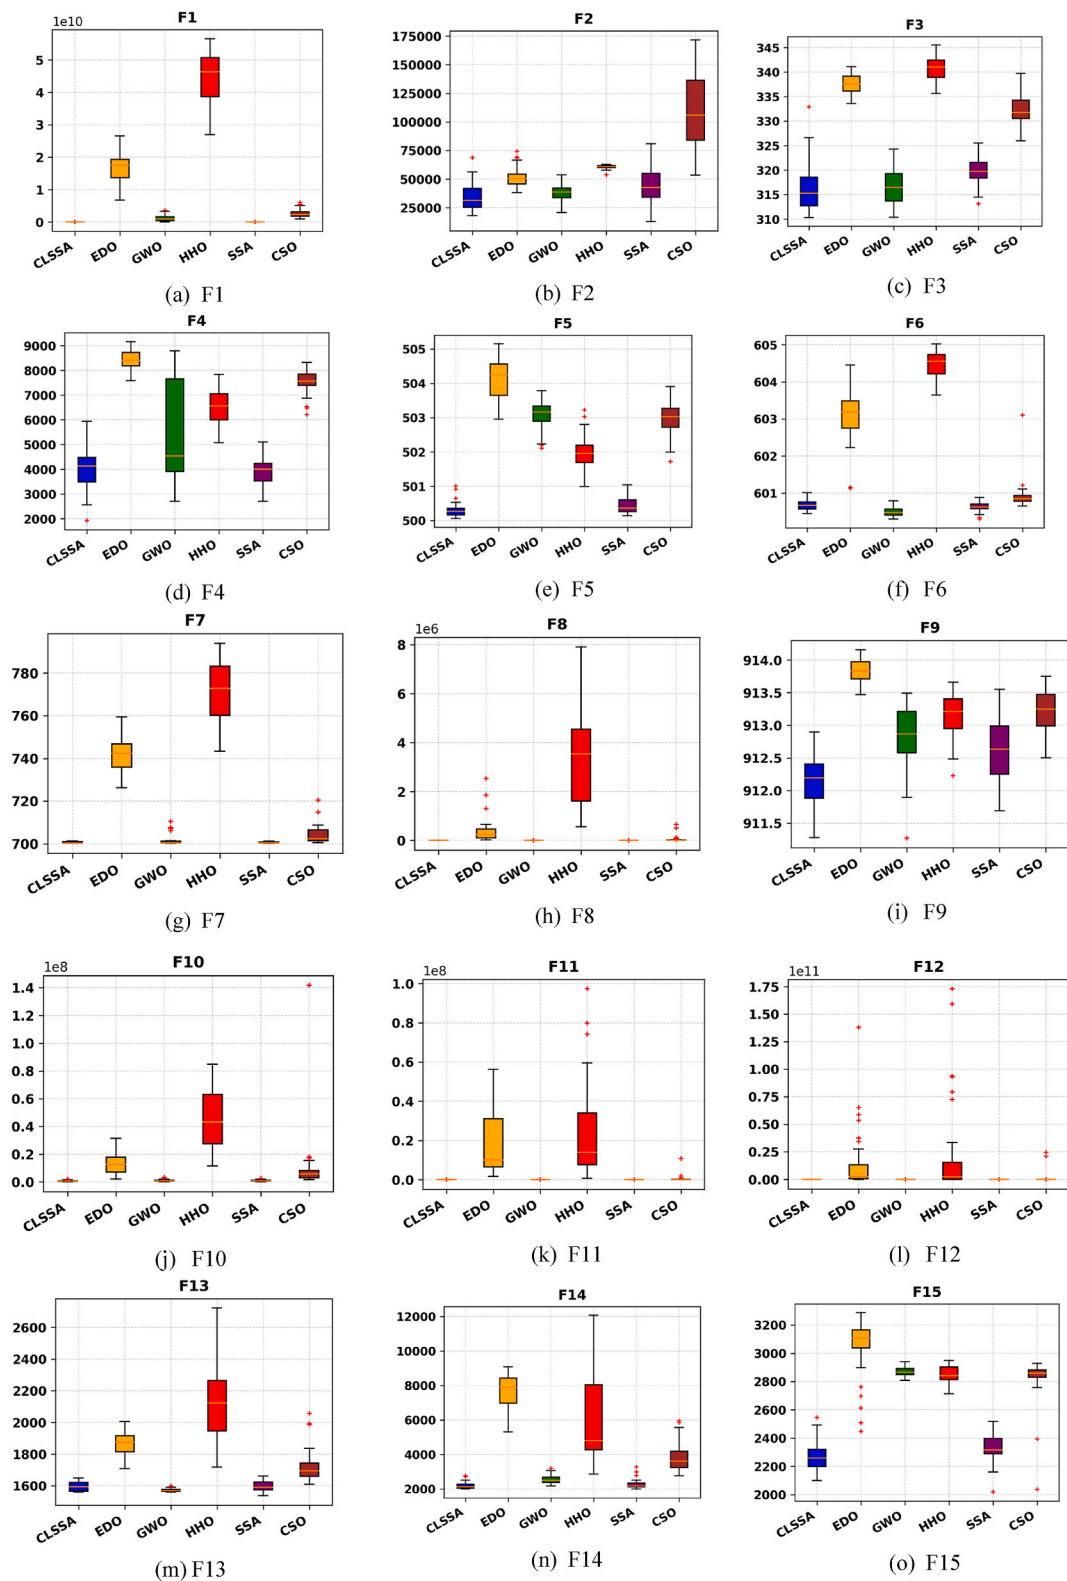 F1
1e10
5
4
3
2
1
0
CLSSA EDO GWO HHO SSA CSO
(a) F1
F2
175000
150000
125000
100000
75000
50000
25000
CLSSA EDO GWO HHO SSA CSO
(b) F2
F3
345
340
335
330
325
320
315
310
CLSSA EDO GWO HHO SSA CSO
(c) F3
F4
9000
8000
7000
6000
5000
4000
3000
2000
CLSSA EDO GWO HHO SSA CSO
(d) F4
F5
505
504
503
502
501
500
CLSSA EDO GWO HHO SSA CSO
(e) F5
F6
605
604
603
602
601
CLSSA EDO GWO HHO SSA CSO
(f) F6
F7
780
760
740
720
700
CLSSA EDO GWO HHO SSA CSO
(g) F7
F8
1e6
8
6
4
2
0
CLSSA EDO GWO HHO SSA CSO
(h) F8
F9
914.0
913.5
913.0
912.5
912.0
911.5
CLSSA EDO GWO HHO SSA CSO
(i) F9
F10
1e8
1.4
1.2
1.0
0.8
0.6
0.4
0.2
0.0
CLSSA EDO GWO HHO SSA CSO
(j) F10
F11
1e8
1.0
0.8
0.6
0.4
0.2
0.0
CLSSA EDO GWO HHO SSA CSO
(k) F11
F12
1e11
1.75
1.50
1.25
1.00
0.75
0.50
0.25
0.00
CLSSA EDO GWO HHO SSA CSO
(l) F12
F13
2600
2400
2200
2000
1800
1600
CLSSA EDO GWO HHO SSA CSO
(m) F13
F14
12000
10000
8000
6000
4000
2000
CLSSA EDO GWO HHO SSA CSO
(n) F14
F15
3200
3000
2800
2600
2400
2200
2000
CLSSA EDO GWO HHO SSA CSO
(o) F15